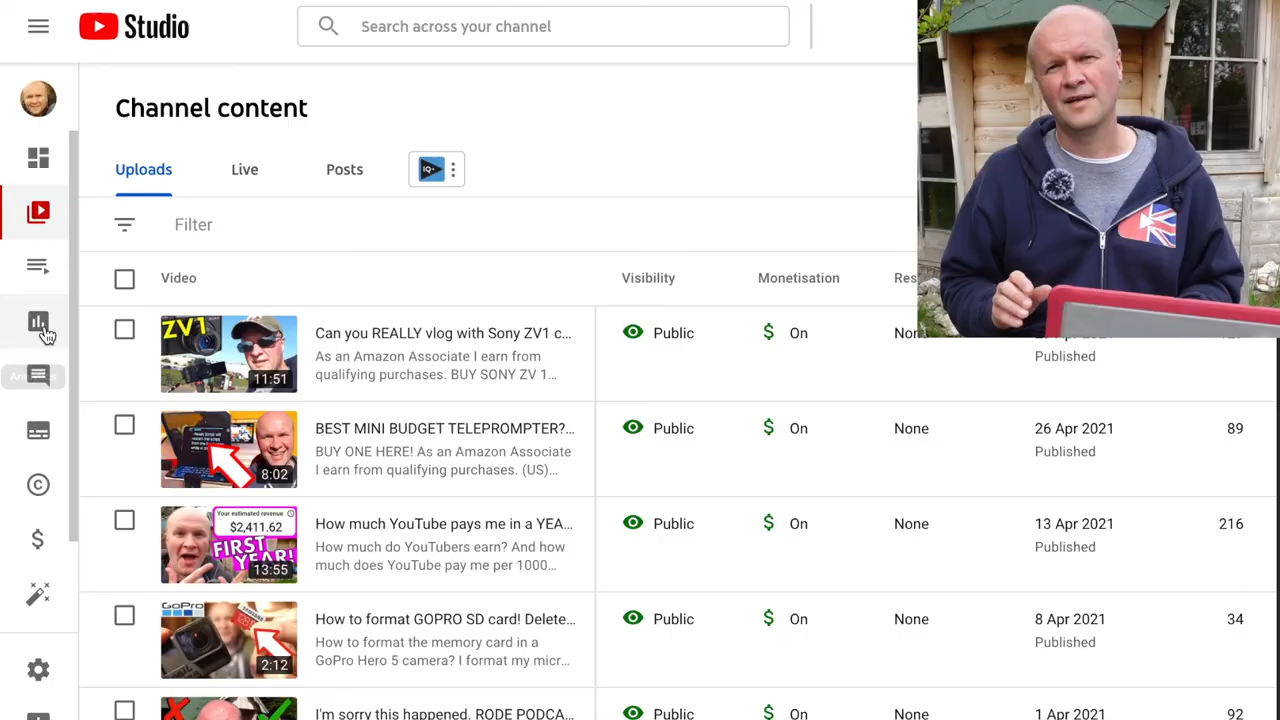 Studio
Search across your channel
Channel content
Uploads
Live
Posts
IQ+
Filter
Video
Visibility
Monetisation
ZV1
11:51
Can you REALLY vlog with Sony ZV1 c...
As an Amazon Associate I earn from
qualifying purchases. BUY SONY ZV 1...
Public
On
Published
8:02
BEST MINI BUDGET TELEPROMPTER?...
BUY ONE HERE! As an Amazon Associate
I earn from qualifying purchases. (US)...
Public
On
None
26 Apr 2021
Published
89
Your estimated revenue
$2,411.62
FIRST
YEAR!
13:55
How much YouTube pays me in a YEA...
How much do YouTubers earn? And how
much does YouTube pay me per 1000...
Public
On
None
13 Apr 2021
Published
216
GoPro
2:12
How to format GOPRO SD card! Delete...
How to format the memory card in a
GoPro Hero 5 camera? I format my micr...
Public
On
None
8 Apr 2021
Published
34
I'm sorry this happened. RODE PODCA...
Public
On
None
1 Apr 2021
92